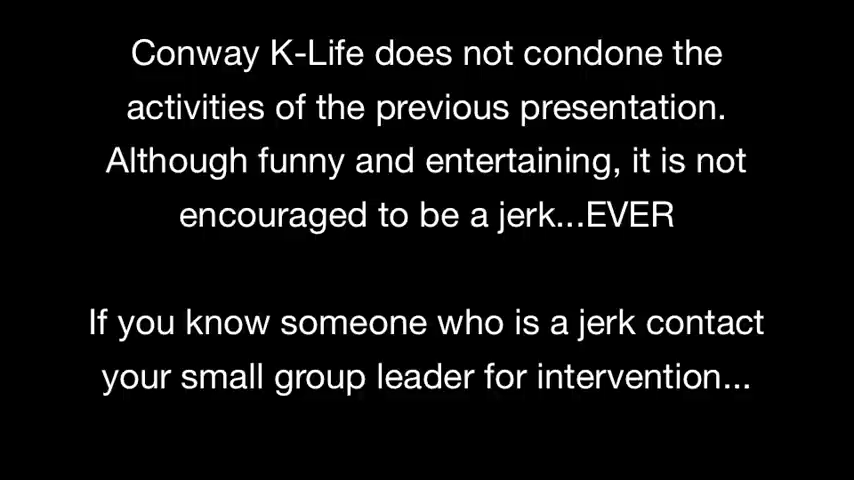 Conway K-Life does not condone the
activities of the previous presentation.
Although funny and entertaining, it is not
encouraged to be a jerk...EVER
If you know someone who is a jerk contact
your small group leader for intervention...